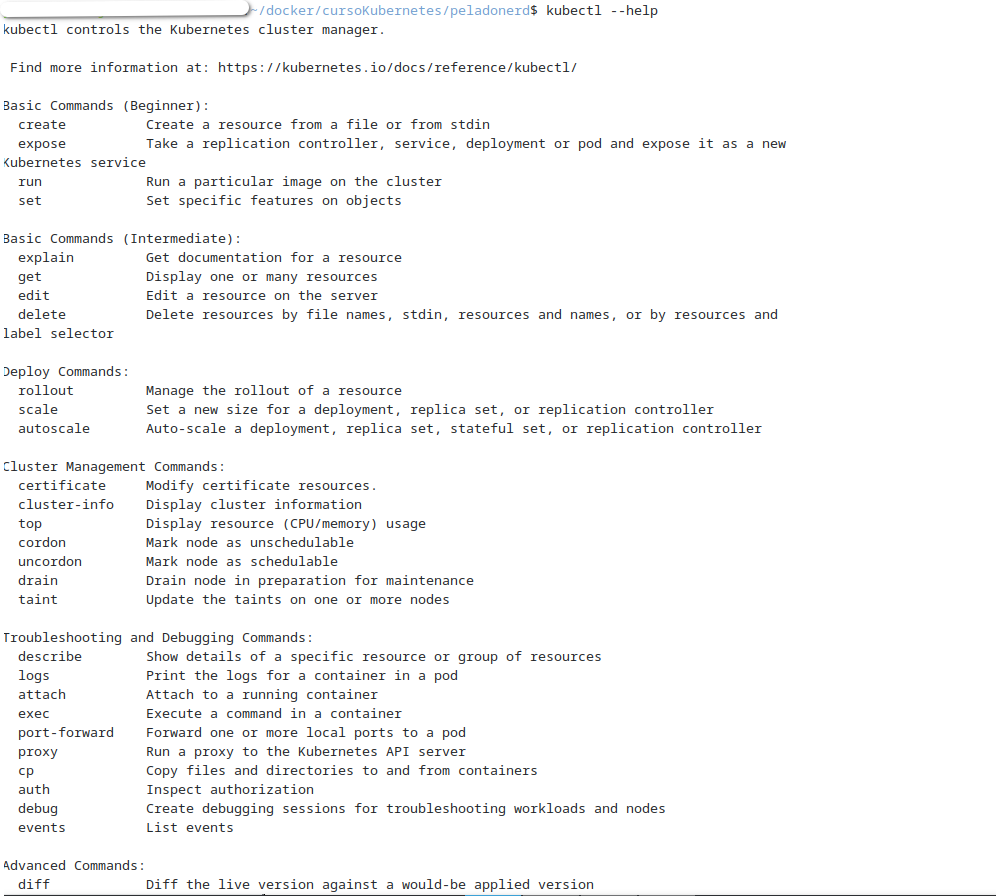 ~/docker/cursoKubernetes/peladonerd$ kubectl --help
kubectl controls the Kubernetes cluster manager.
Find more information at: https://kubernetes.io/docs/reference/kubectl/
Basic Commands (Beginner):
create          Create a resource from a file or from stdin
expose          Take a replication controller, service, deployment or pod and expose it as a new
Kubernetes service
run             Run a particular image on the cluster
set             Set specific features on objects
Basic Commands (Intermediate):
explain         Get documentation for a resource
get             Display one or many resources
edit            Edit a resource on the server
delete          Delete resources by file names, stdin, resources and names, or by resources and
label selector
Deploy Commands:
rollout         Manage the rollout of a resource
scale           Set a new size for a deployment, replica set, or replication controller
autoscale       Auto-scale a deployment, replica set, stateful set, or replication controller
Cluster Management Commands:
certificate     Modify certificate resources.
cluster-info    Display cluster information
top             Display resource (CPU/memory) usage
cordon          Mark node as unschedulable
uncordon        Mark node as schedulable
drain           Drain node in preparation for maintenance
taint           Update the taints on one or more nodes
Troubleshooting and Debugging Commands:
describe        Show details of a specific resource or group of resources
logs            Print the logs for a container in a pod
attach          Attach to a running container
exec            Execute a command in a container
port-forward    Forward one or more local ports to a pod
proxy           Run a proxy to the Kubernetes API server
cp              Copy files and directories to and from containers
auth            Inspect authorization
debug           Create debugging sessions for troubleshooting workloads and nodes
events          List events
Advanced Commands:
diff            Diff the live version against a would-be applied version